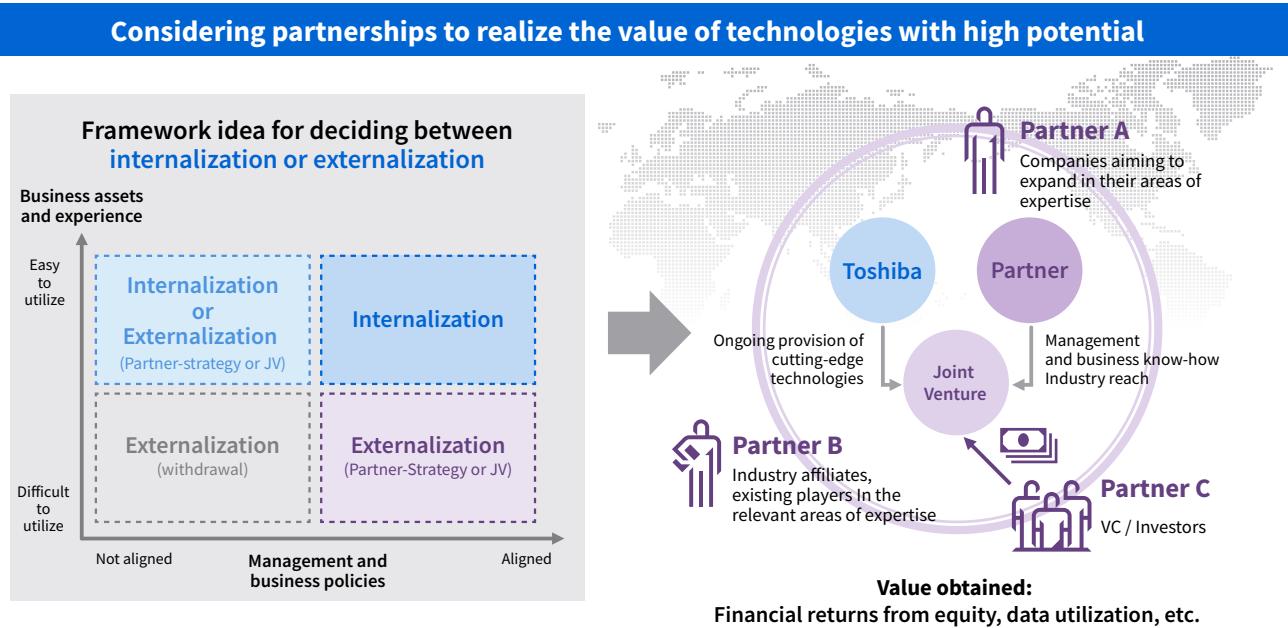 Considering partnerships to realize the value of technologies with high potential
Framework idea for deciding between
internalization or externalization
Business assets
and experience
Easy
to
utilize
Internalization
or
Externalization
(Partner-strategy or JV)
Internalization
Difficult
to
utilize
Externalization
(withdrawal)
Externalization
(Partner-Strategy or JV)
Not aligned
Management and
business policies
Aligned
Partner A
Companies aiming to
expand in their areas of
expertise
Toshiba
Partner
Ongoing provision of
cutting-edge
technologies
Management
and business know-how
Industry reach
Joint
Venture
Partner B
Industry affiliates,
existing players In the
relevant areas of expertise
Partner C
VC / Investors
Value obtained:
Financial returns from equity, data utilization, etc.